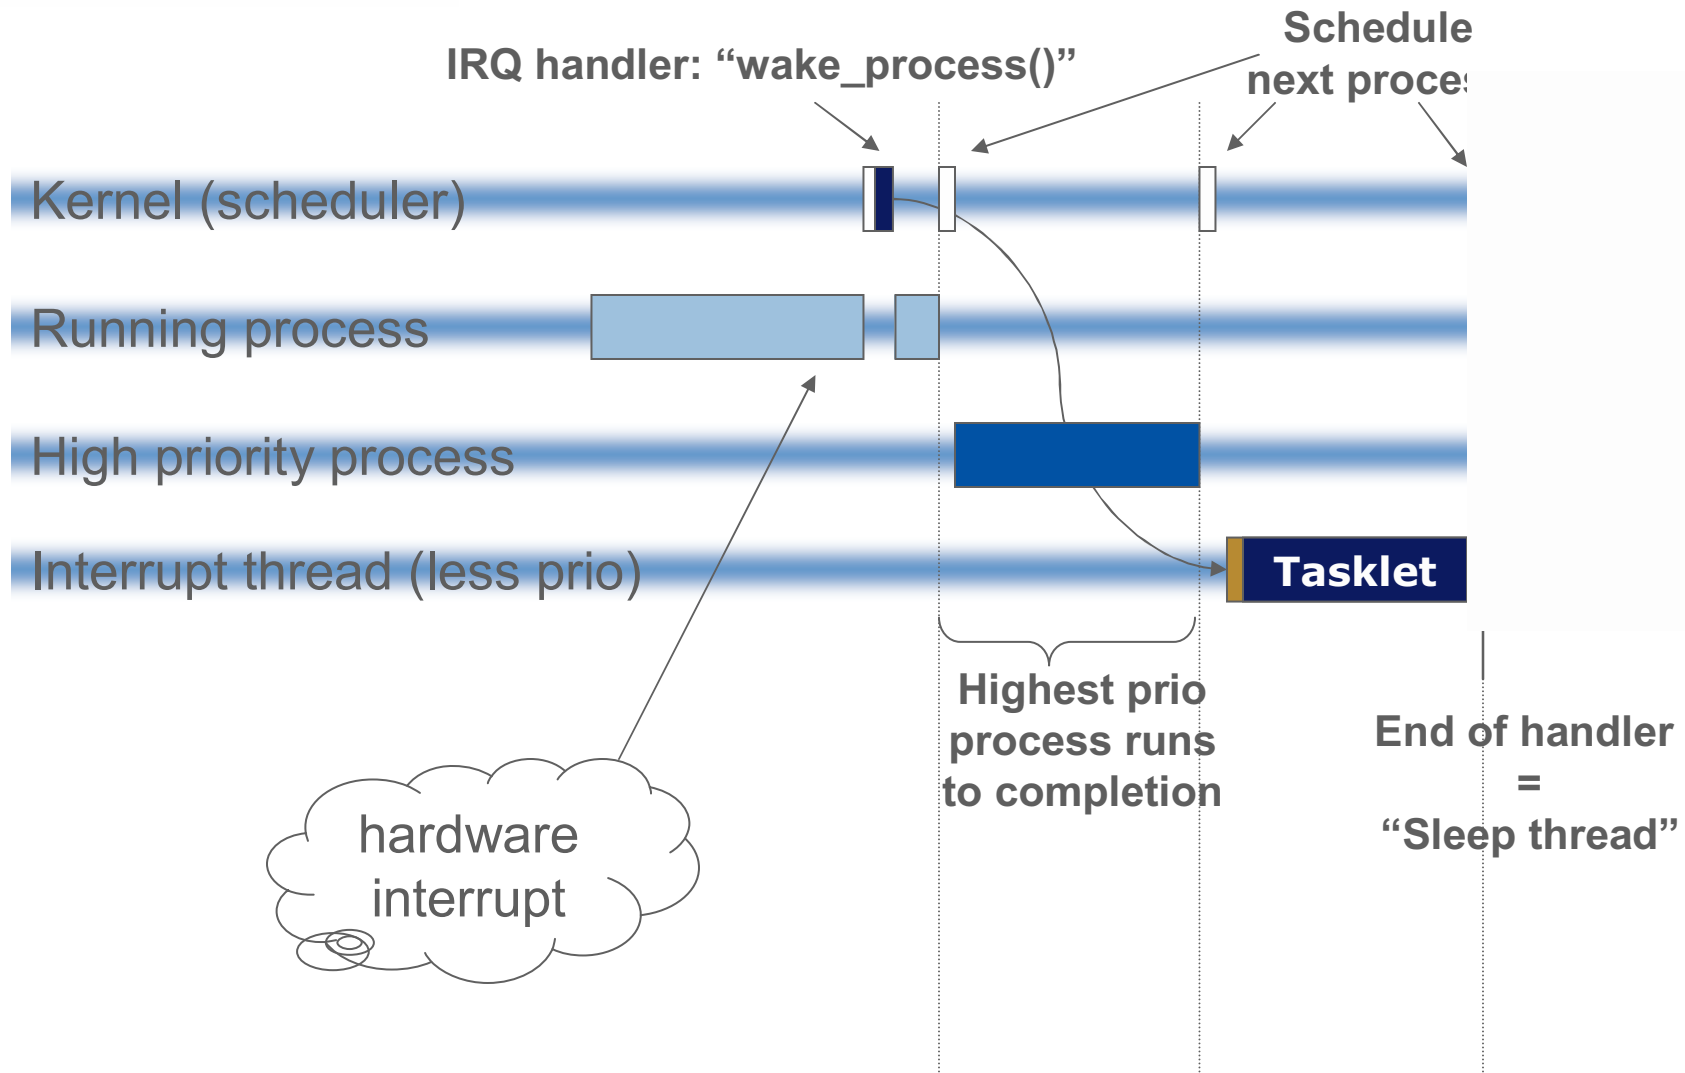 Schedule
next
IRQ handler: “wake_process()”
Kernel (scheduler)
Running process
High priority process
Interrupt thread (less prio)
Tasklet
Highest prio
process runs
to completion
End of handler
=
“Sleep thread”
hardware
interrupt